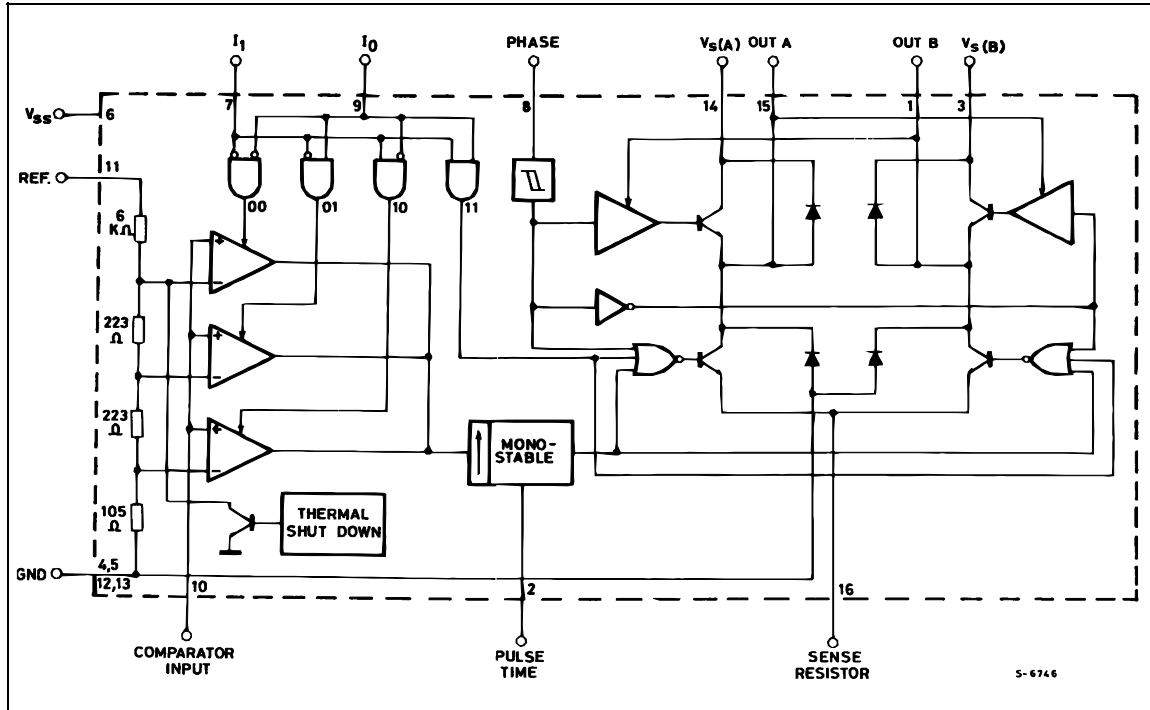 I1
I0
PHASE
Vs(A)
OUT A
OUT B
Vs(B)
7
9
8
14
15
1
3
Vss
6
REF.
11
00
01
10
11
6
KΩ
+
−
223
Ω
+
−
223
Ω
+
−
MONO-
STABLE
105
Ω
THERMAL
SHUT DOWN
GND
4,5
12,13
10
2
16
COMPARATOR
INPUT
PULSE
TIME
SENSE
RESISTOR
S-6746